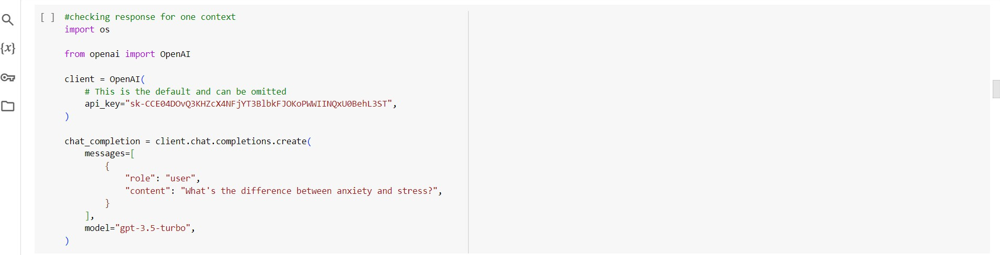 [ ] #checking response for one context
import os
from openai import OpenAI
{x}
client = OpenAI(
# This is the default and can be omitted
api_key="",
)
chat_completion = client.chat.completions.create(
messages=[
{
"role": "user",
"content": "What's the difference between anxiety and stress?",
}
],
model="gpt-3.5-turbo",
)